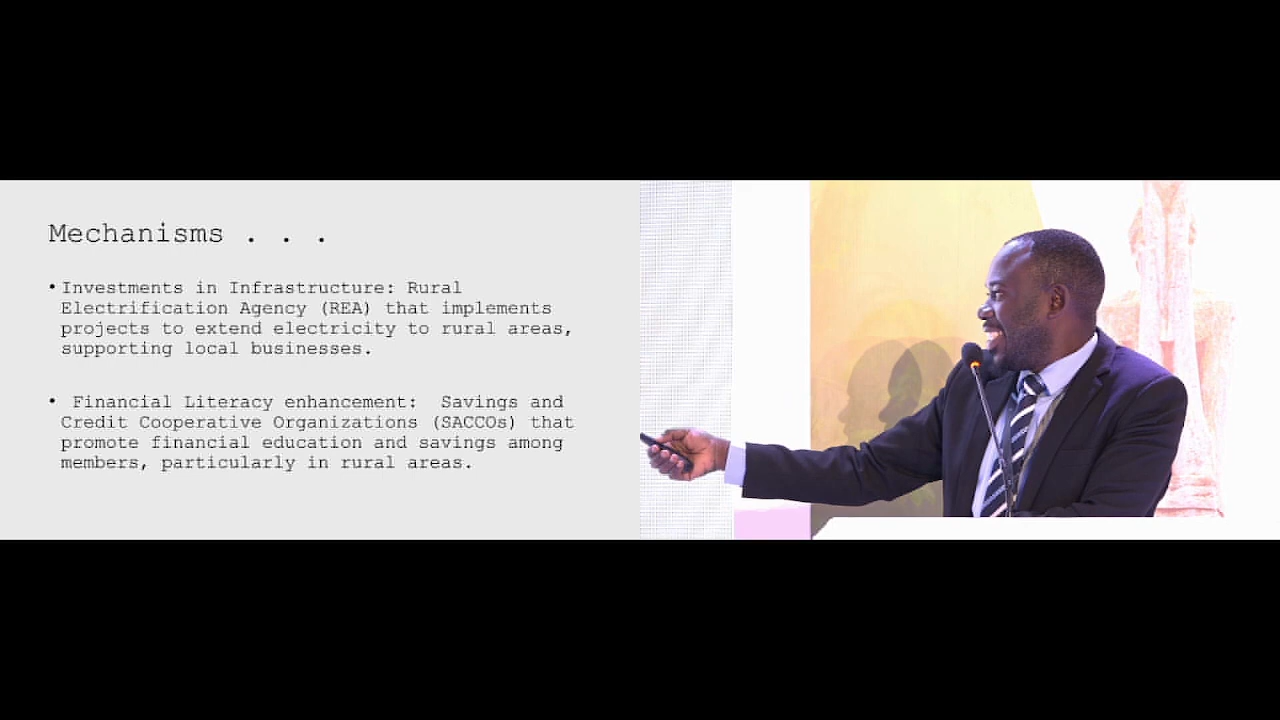 Mechanisms . . .
• Investments in Infrastructure: Rural
Electrification Agency (REA) that implements
projects to extend electricity to rural areas,
supporting local businesses.
• Financial Literacy enhancement: Savings and
Credit Cooperative Organizations (SACCOs) that
promote financial education and savings among
members, particularly in rural areas.